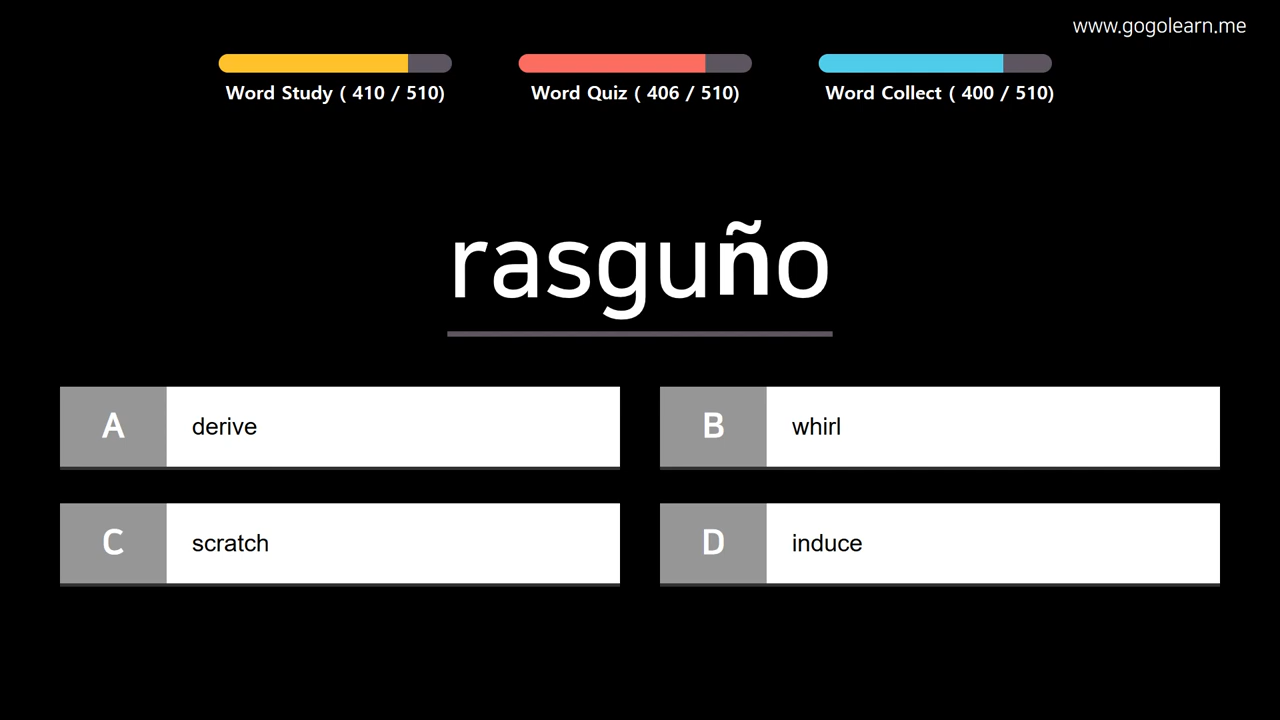 www.gogolearn.me
Word Study ( 410 / 510)
Word Quiz ( 406 / 510)
Word Collect ( 400 / 510)
rasguño
A derive
B whirl
C scratch
D induce